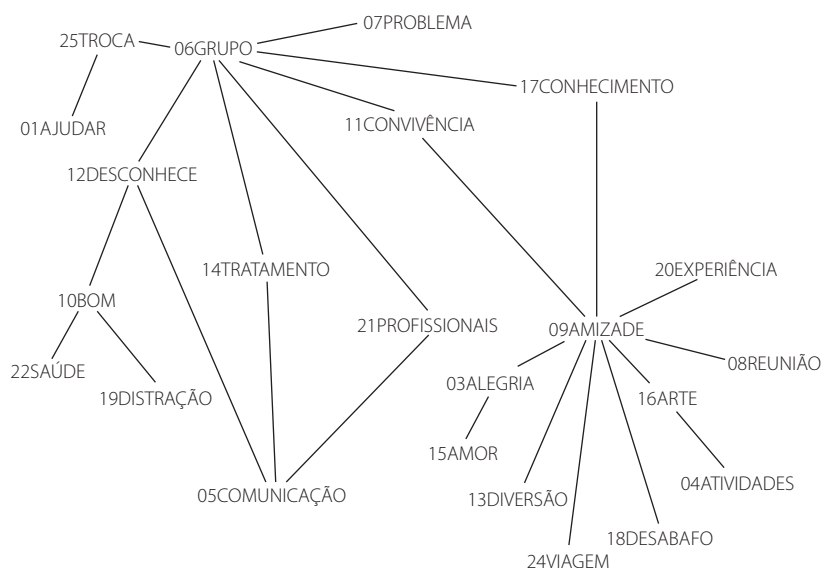 07PROBLEMA
25TROCA
06GRUPO
17CONHECIMENTO
11CONVIVÊNCIA
01AJUDAR
12DESCONHECE
14TRATAMENTO
20EXPERIÊNCIA
10BOM
21PROFISSIONAIS
09AMIZADE
08REUNIÃO
22SAÚDE
03ALEGRIA
19DISTRAÇÃO
16ARTE
15AMOR
04ATIVIDADES
05COMUNICAÇÃO
13DIVERSÃO
18DESABAFO
24VIAGEM